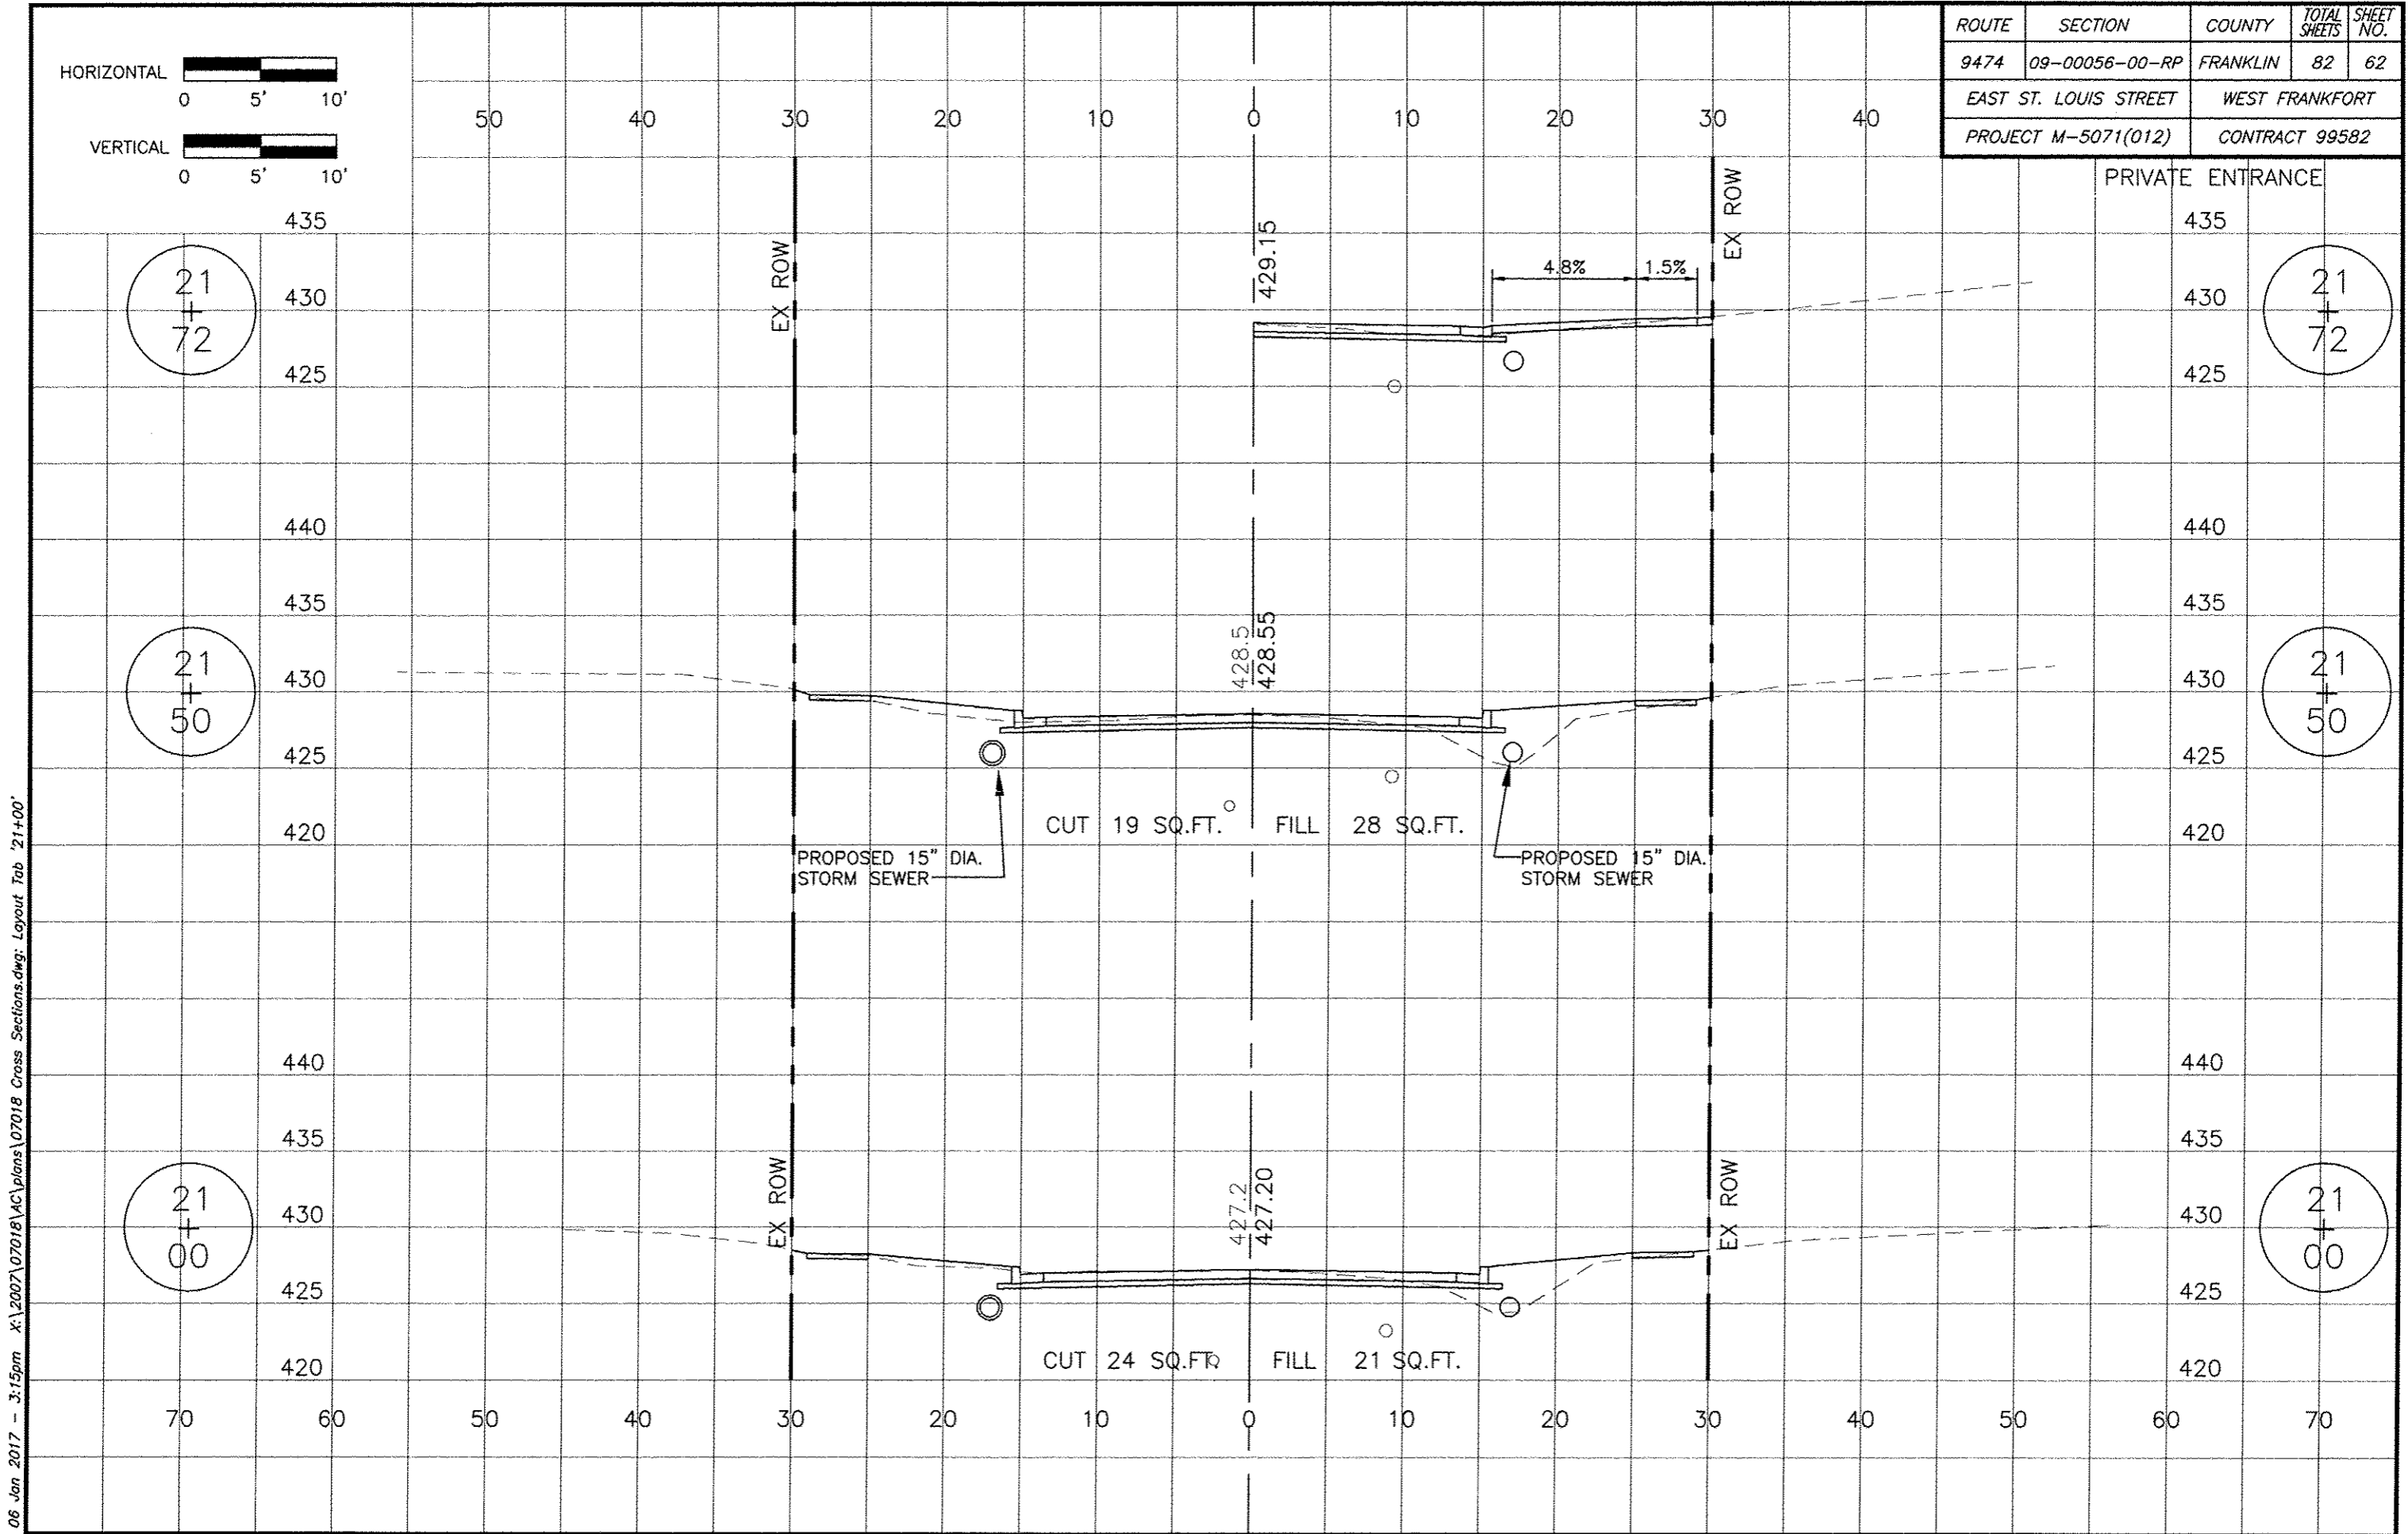 ROUTE SECTION COUNTY TOTAL SHEETS SHEET NO.
9474 09-00056-00-RP FRANKLIN 82 62
EAST ST. LOUIS STREET WEST FRANKFORT
PROJECT M-5071(012) CONTRACT 99582
HORIZONTAL
0 5' 10'
VERTICAL
0 5' 10'
50 40 30 20 10 0 10 20 30 40
PRIVATE ENTRANCE
EX ROW
EX ROW
429.15
4.8% 1.5%
435 435
430 430
425 425
21+72
21+72
440 440
435 435
430 430
425 425
420 420
21+50
21+50
428.5
428.55
CUT 19 SQ.FT. FILL 28 SQ.FT.
PROPOSED 15" DIA.
STORM SEWER
PROPOSED 15" DIA.
STORM SEWER
440 440
435 435
430 430
425 425
420 420
21+00
21+00
EX ROW
EX ROW
427.2
427.20
CUT 24 SQ.FT. FILL 21 SQ.FT.
70 60 50 40 30 20 10 0 10 20 30 40 50 60 70
06 Jan 2017 - 3:15pm X:\2007\07018\AC\plans\07018 Cross Sections.dwg: Layout Tab '21+00'